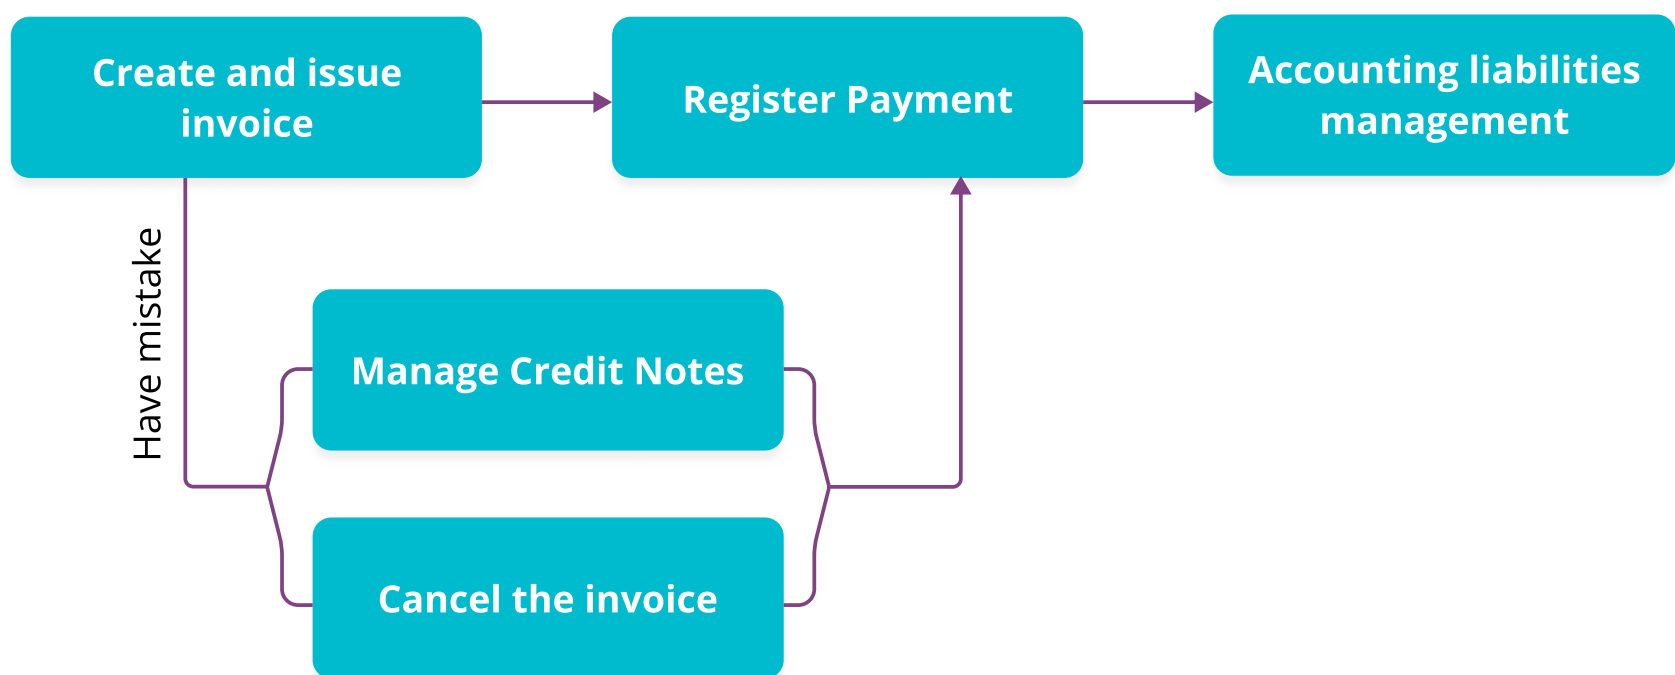 Create and issue
invoice
Register Payment
Accounting liabilities
management
Have mistake
Manage Credit Notes
Cancel the invoice